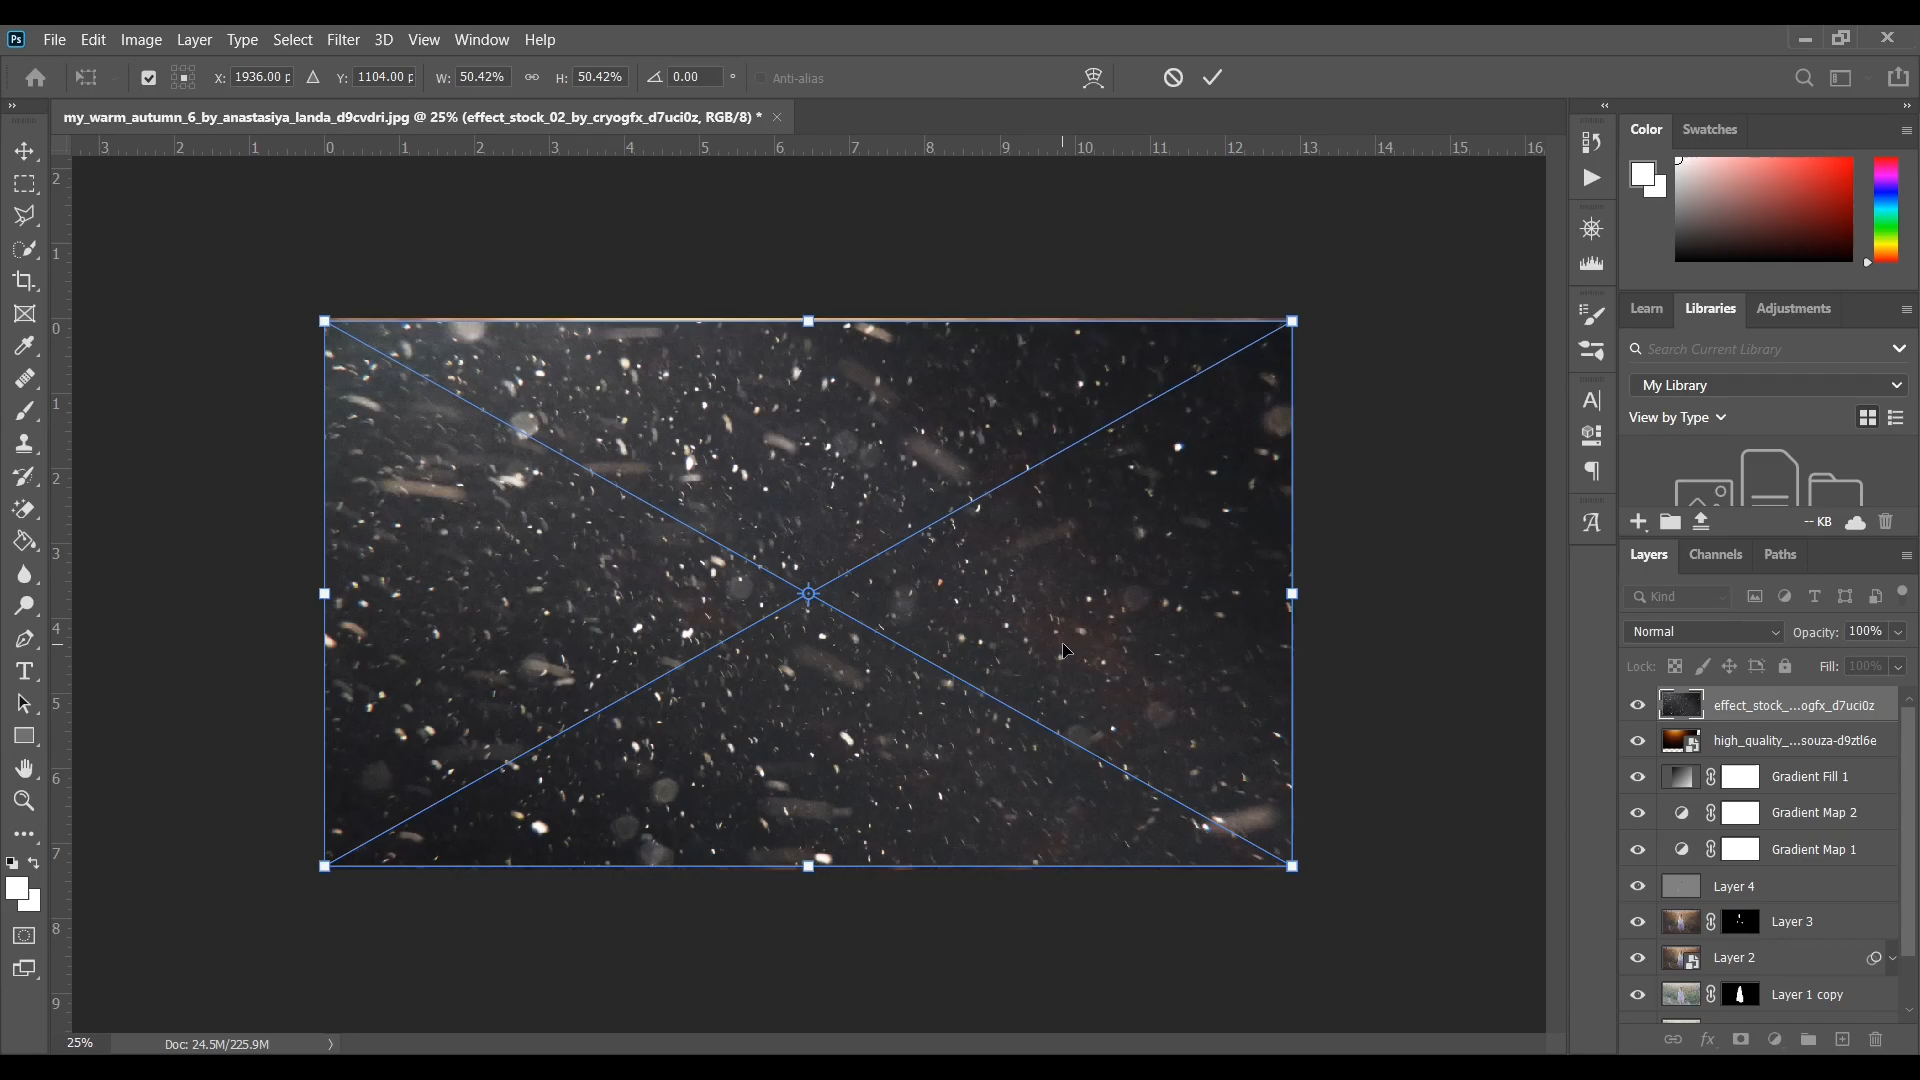 Ps File Edit Image Layer Type Select Filter 3D View Window Help
X: 1936.00 p Y: 1104.00 p W: 50.42% H: 50.42% 0.00 ° Anti-alias
my_warm_autumn_6_by_anastasiya_landa_d9cvdri.jpg @ 25% (effect_stock_02_by_cryogfx_d7uci0z, RGB/8) *
3 2 1 0 1 2 3 4 5 6 7 8 9 10 11 12 13 14 15 16
2
1
0
1
2
3
4
5
6
7
8
9
Color Swatches
Learn Libraries Adjustments
Search Current Library
My Library
View by Type
-- KB
Layers Channels Paths
Kind
Normal Opacity: 100%
Lock: Fill: 100%
effect_stock_...ogfx_d7uci0z
high_quality_...souza-d9ztl6e
Gradient Fill 1
Gradient Map 2
Gradient Map 1
Layer 4
Layer 3
Layer 2
Layer 1 copy
fx
25% Doc: 24.5M/225.9M